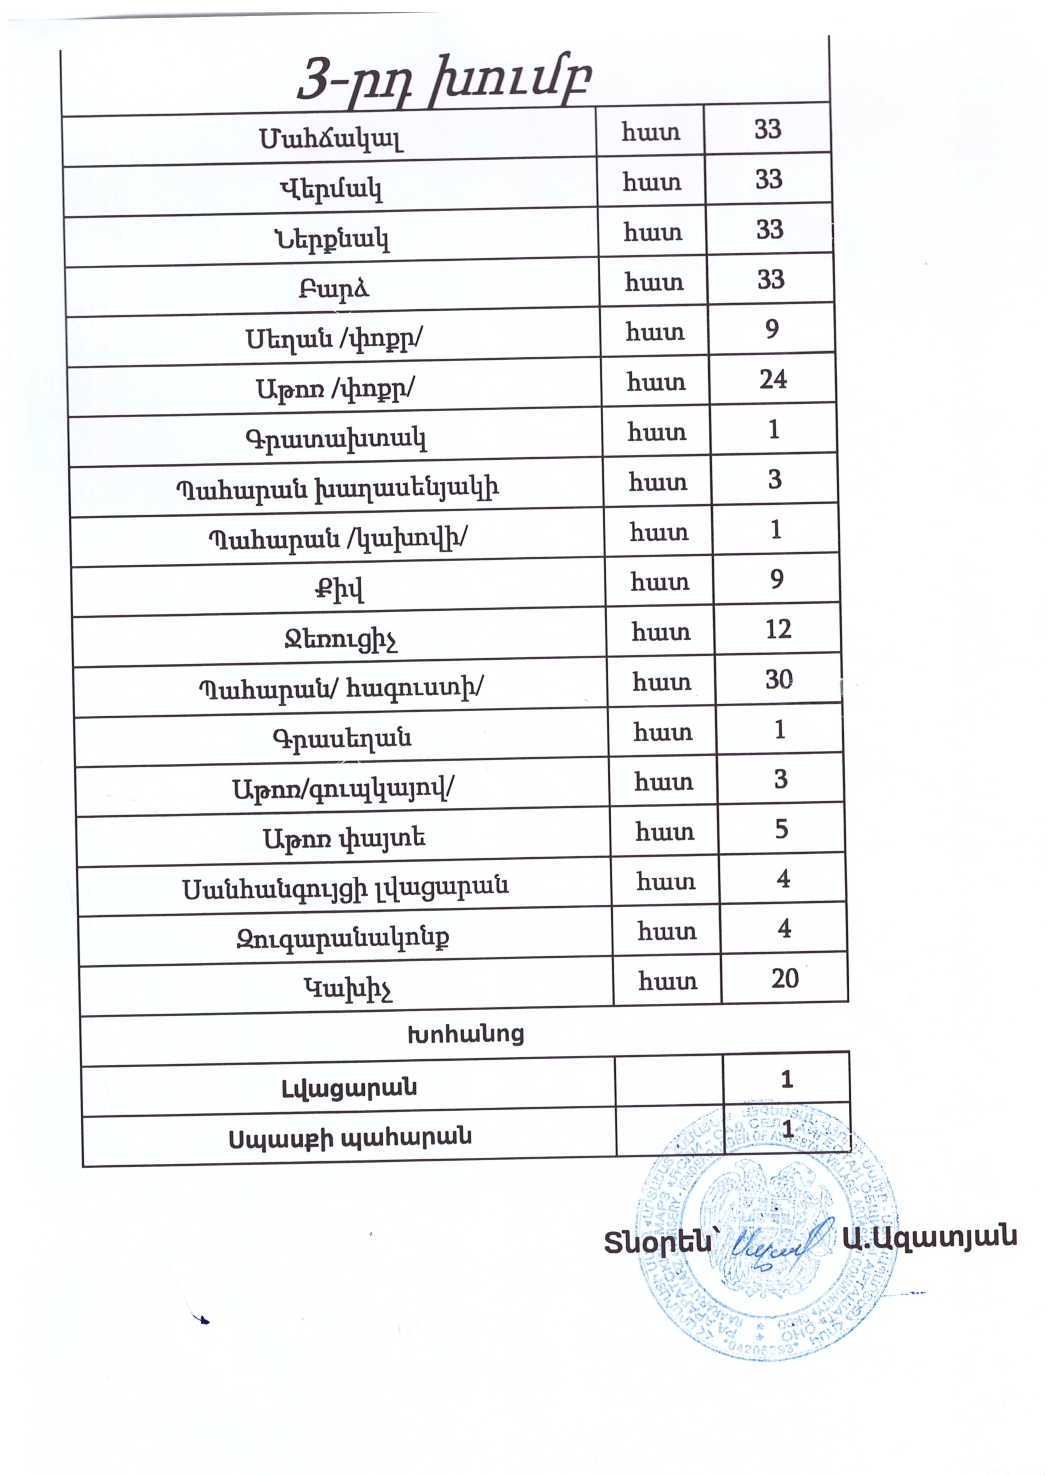 3-րդ խումբ
Մահճակալ հատ 33
Վերմակ հատ 33
Ներքնակ հատ 33
Բարձ հատ 33
Սեղան /փոքր/ հատ 9
Աթոռ /փոքր/ հատ 24
Գրատախտակ հատ 1
Պահարան խաղասենյակի հատ 3
Պահարան /կախովի/ հատ 1
Քիվ հատ 9
Ջեռուցիչ հատ 12
Պահարան/ հագուստի/ հատ 30
Գրասեղան հատ 1
Աթոռ/գուպկայով/ հատ 3
Աթոռ փայտե հատ 5
Սանհանգույցի լվացարան հատ 4
Զուգարանակոնք հատ 4
Կախիչ հատ 20
Խոհանոց
Լվացարան 1
Սպասքի պահարան 1
Տնօրեն՝ Ա.Ազատյան